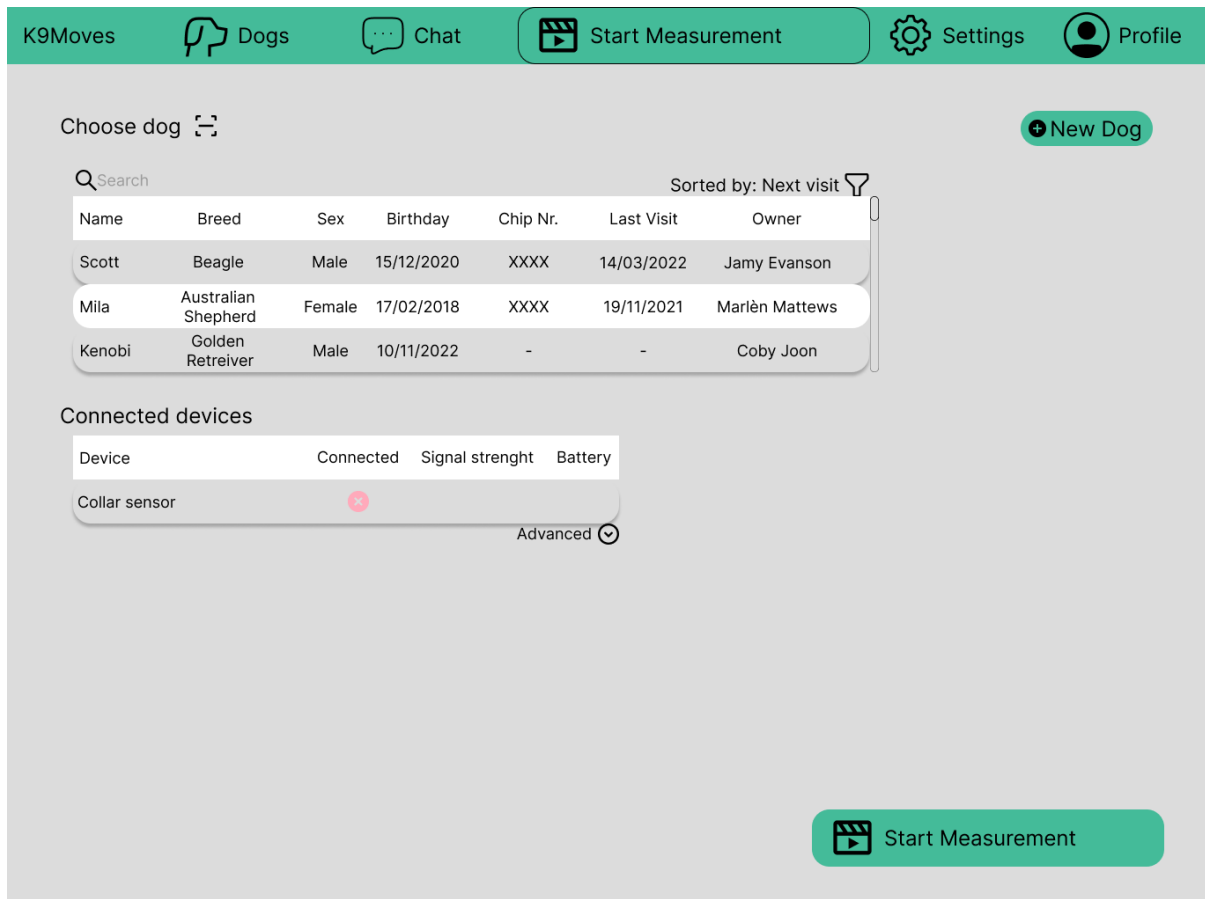 K9Moves Dogs Chat Start Measurement Settings Profile
Choose dog New Dog
Search Sorted by: Next visit
Name Breed Sex Birthday Chip Nr. Last Visit Owner
Scott Beagle Male 15/12/2020 XXXX 14/03/2022 Jamy Evanson
Mila Australian Shepherd Female 17/02/2018 XXXX 19/11/2021 Marlèn Mattews
Kenobi Golden Retreiver Male 10/11/2022 - - Coby Joon
Connected devices
Device Connected Signal strenght Battery
Collar sensor
Advanced
Start Measurement